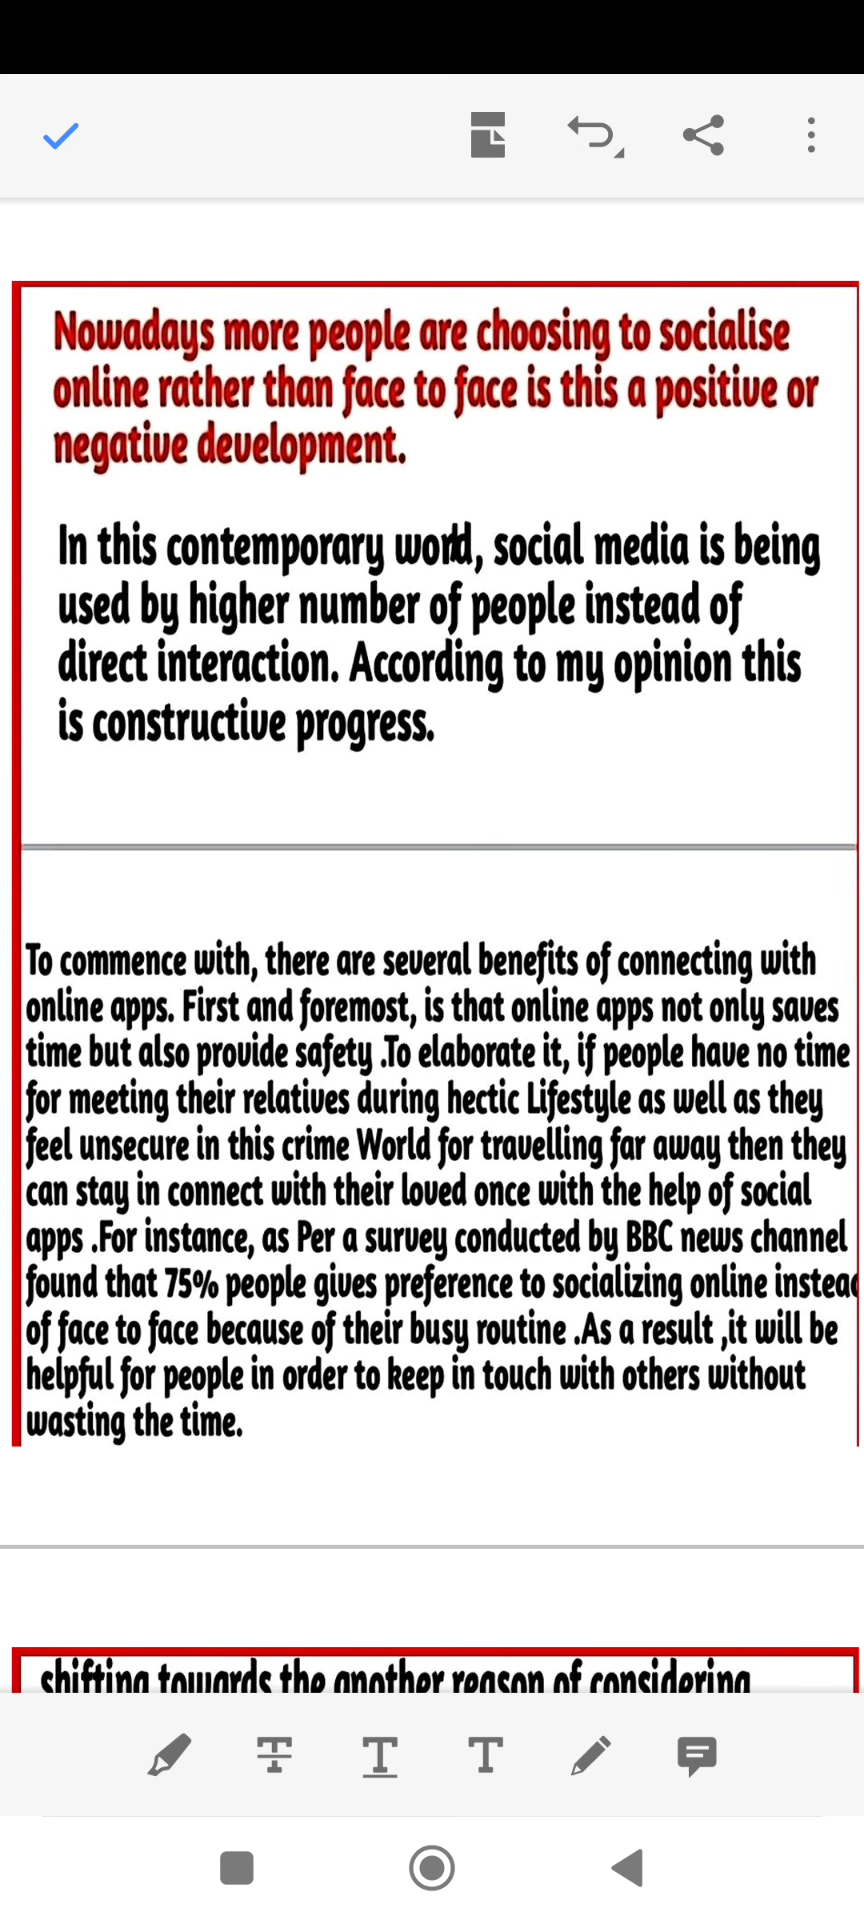 Nowadays more people are choosing to socialise
online rather than face to face is this a positive or
negative development.
In this contemporary world, social media is being
used by higher number of people instead of
direct interaction. According to my opinion this
is constructive progress.
To commence with, there are several benefits of connecting with
online apps. First and foremost, is that online apps not only saves
time but also provide safety .To elaborate it, if people have no time
for meeting their relatives during hectic Lifestyle as well as they
feel unsecure in this crime World for travelling far away then they
can stay in connect with their loved once with the help of social
apps .For instance, as Per a survey conducted by BBC news channel
found that 75% people gives preference to socializing online instead
of face to face because of their busy routine .As a result ,it will be
helpful for people in order to keep in touch with others without
wasting the time.
shifting towards the another reason of considering